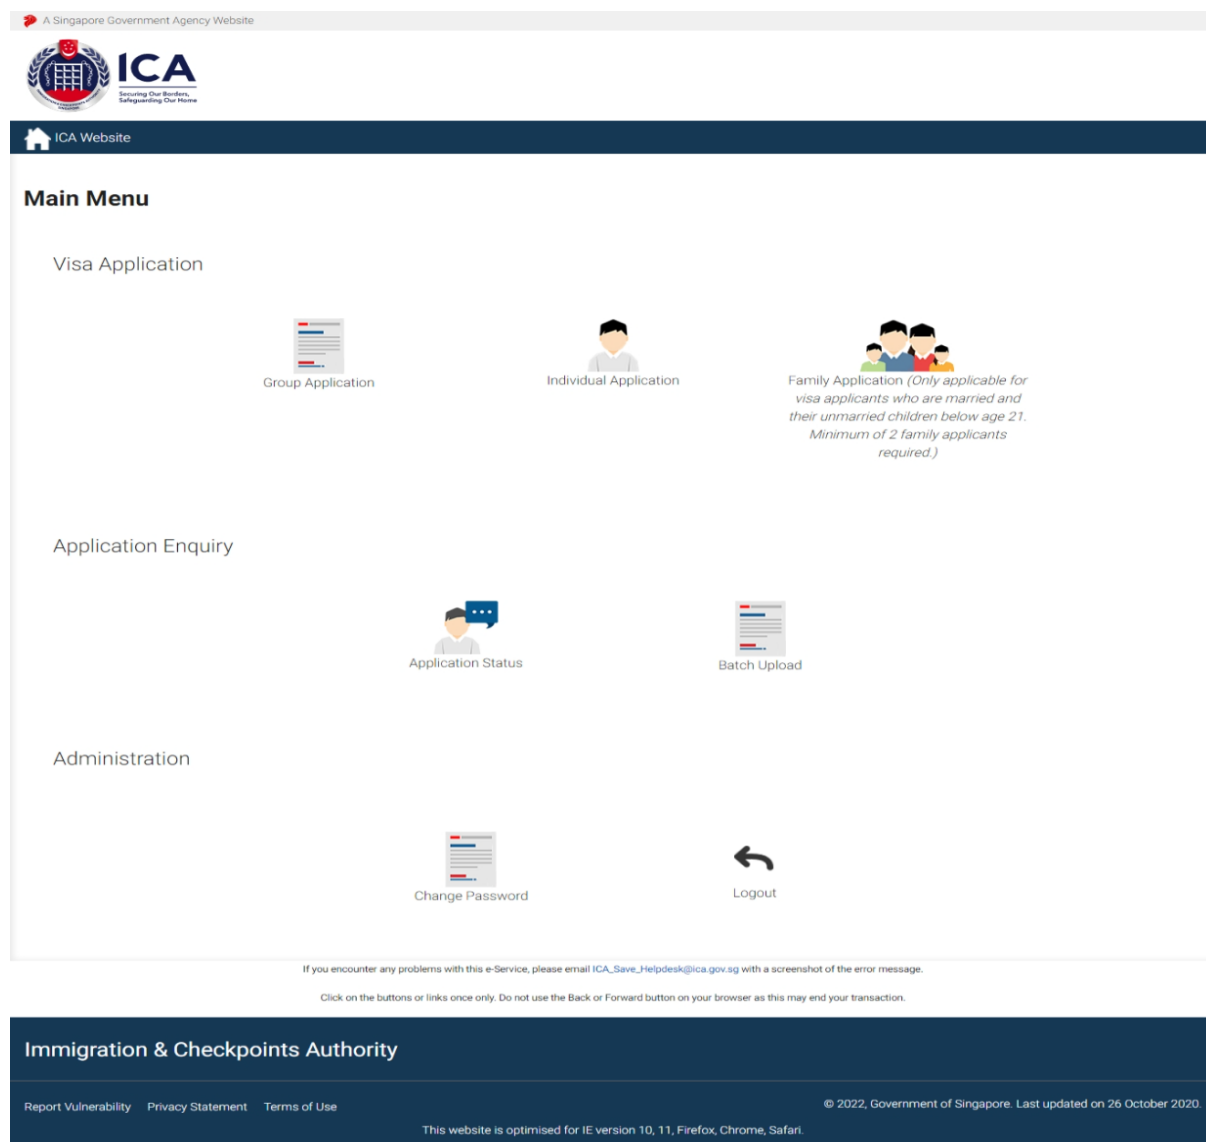 A Singapore Government Agency Website
ICA
Securing Our Borders,
Safeguarding Our Home
ICA Website
Main Menu
Visa Application
Group Application
Individual Application
Family Application (Only applicable for
visa applicants who are married and
their unmarried children below age 21.
Minimum of 2 family applicants
required.)
Application Enquiry
Application Status
Batch Upload
Administration
Change Password
Logout
If you encounter any problems with this e-Service, please email ICA_Save_Helpdesk@ica.gov.sg with a screenshot of the error message.
Click on the buttons or links once only. Do not use the Back or Forward button on your browser as this may end your transaction.
Immigration & Checkpoints Authority
Report Vulnerability Privacy Statement Terms of Use
© 2022, Government of Singapore. Last updated on 26 October 2020.
This website is optimised for IE version 10, 11, Firefox, Chrome, Safari.